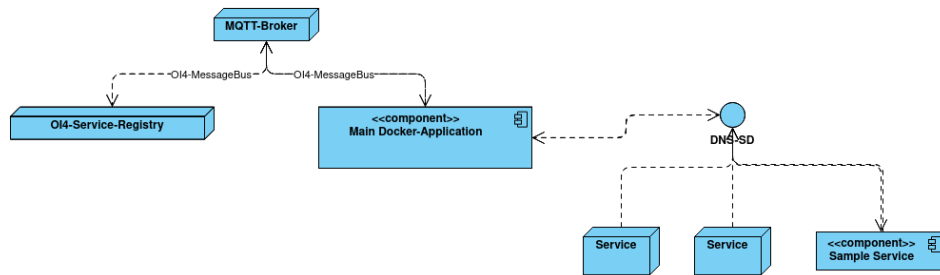 MQTT-Broker
OI4-MessageBus
OI4-MessageBus
OI4-Service-Registry
<<component>>
Main Docker-Application
DNS-SD
Service
Service
<<component>>
Sample Service